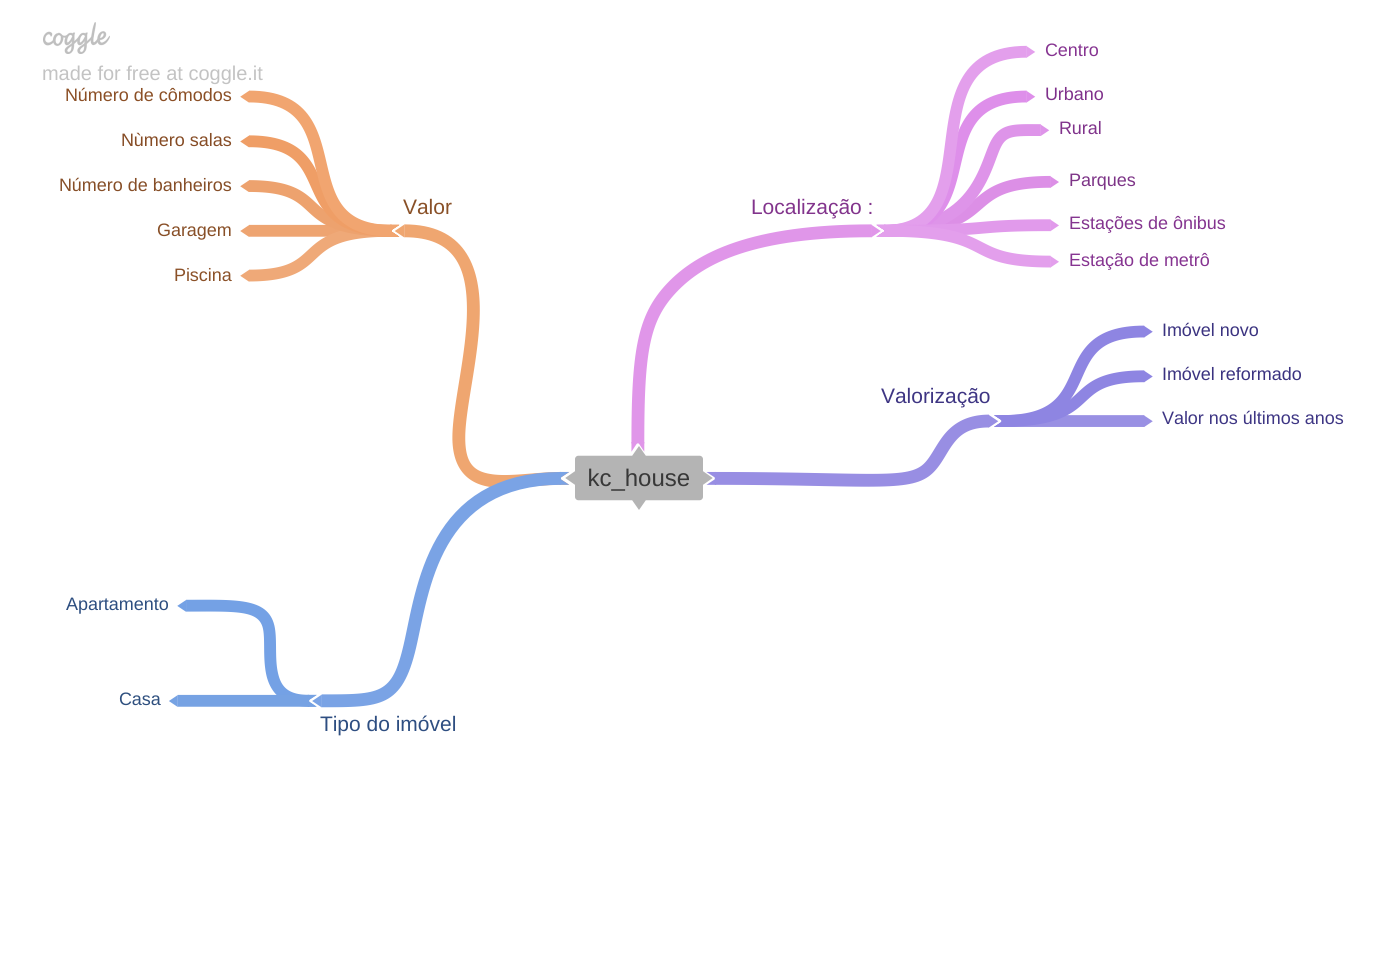 coggle
made for free at coggle.it
Número de cômodos
Nùmero salas
Número de banheiros
Garagem
Piscina
Valor
Localização :
Centro
Urbano
Rural
Parques
Estações de ônibus
Estação de metrô
Valorização
Imóvel novo
Imóvel reformado
Valor nos últimos anos
kc_house
Apartamento
Casa
Tipo do imóvel